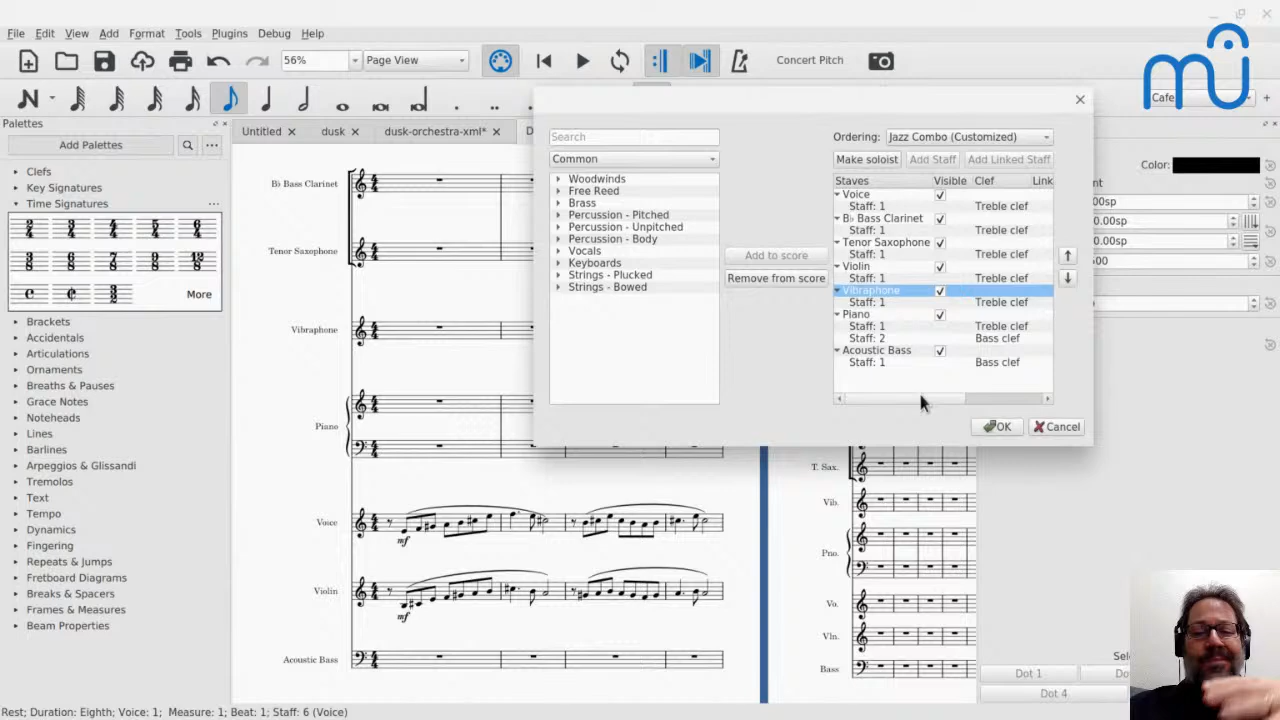 File Edit View Add Format Tools Plugins Debug Help
56% Page View Concert Pitch
Palettes
Untitled dusk dusk-orchestra-xml*
Add Palettes
Clefs
Key Signatures
Time Signatures
More
Brackets
Accidentals
Articulations
Ornaments
Breaths & Pauses
Grace Notes
Noteheads
Lines
Barlines
Arpeggios & Glissandi
Tremolos
Text
Tempo
Dynamics
Fingering
Repeats & Jumps
Fretboard Diagrams
Breaks & Spacers
Frames & Measures
Beam Properties
B♭ Bass Clarinet
Tenor Saxophone
Vibraphone
Piano
Voice
mf
Violin
mf
Acoustic Bass
Search
Common
Woodwinds
Free Reed
Brass
Percussion - Pitched
Percussion - Unpitched
Percussion - Body
Vocals
Keyboards
Strings - Plucked
Strings - Bowed
Add to score
Remove from score
Ordering: Jazz Combo (Customized)
Make soloist Add Staff Add Linked Staff
Staves Visible Clef Link
Voice
Staff: 1 Treble clef
B♭ Bass Clarinet
Staff: 1 Treble clef
Tenor Saxophone
Staff: 1 Treble clef
Violin
Staff: 1 Treble clef
Vibraphone
Staff: 1 Treble clef
Piano
Staff: 1 Treble clef
Staff: 2 Bass clef
Acoustic Bass
Staff: 1 Bass clef
OK Cancel
T. Sax.
Vib.
Pno.
Vo.
Vln.
Bass
mu
Color:
00sp
0.00sp
0.00sp
Dot 1
Dot 4
Rest; Duration: Eighth; Voice: 1; Measure: 1; Beat: 1; Staff: 6 (Voice)